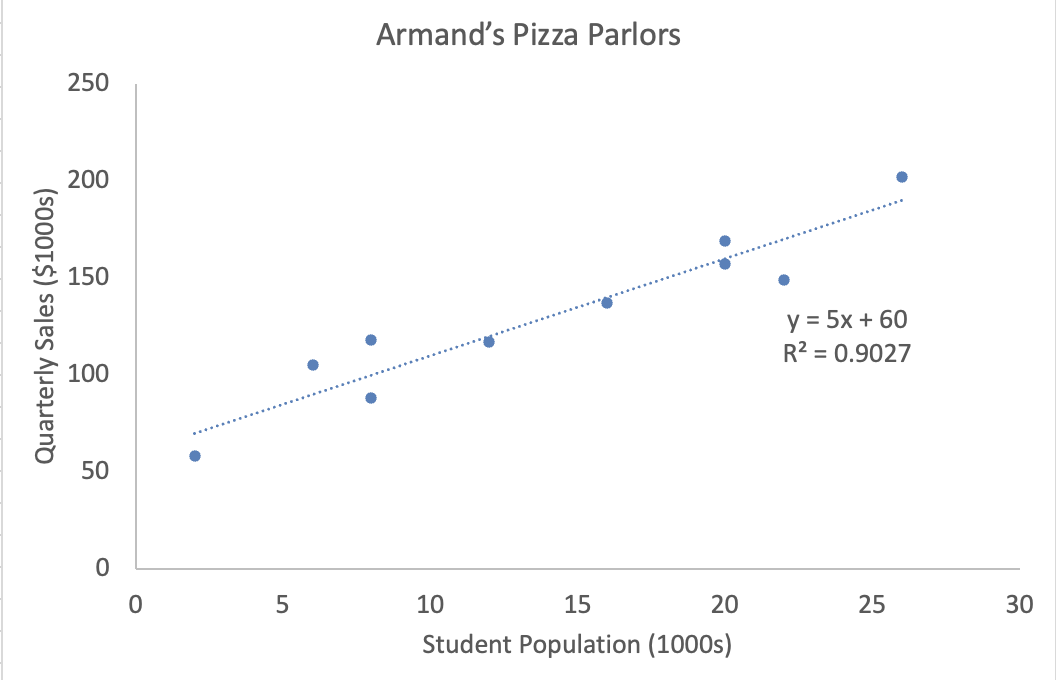 Armand’s Pizza Parlors
250
200
150
100
50
0
Quarterly Sales ($1000s)
y = 5x + 60
R² = 0.9027
0 5 10 15 20 25 30
Student Population (1000s)